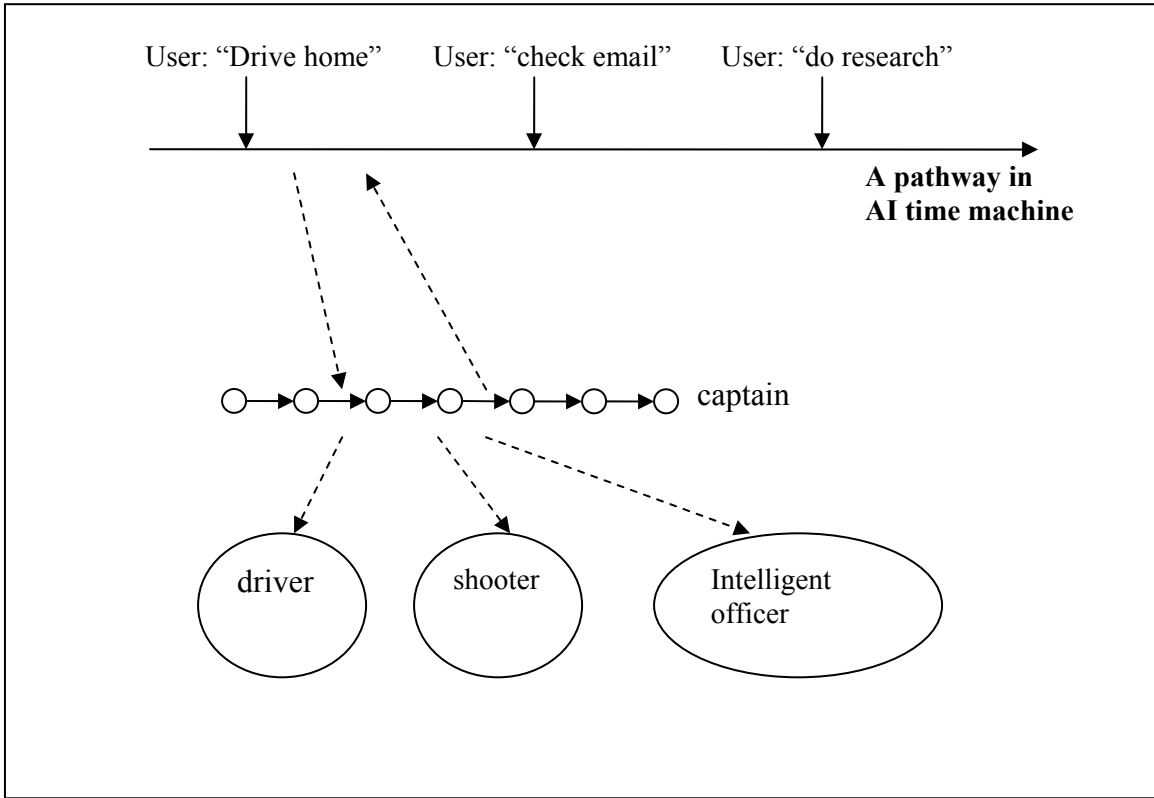 User: “Drive home”
User: “check email”
User: “do research”
A pathway in
AI time machine
captain
driver
shooter
Intelligent
officer